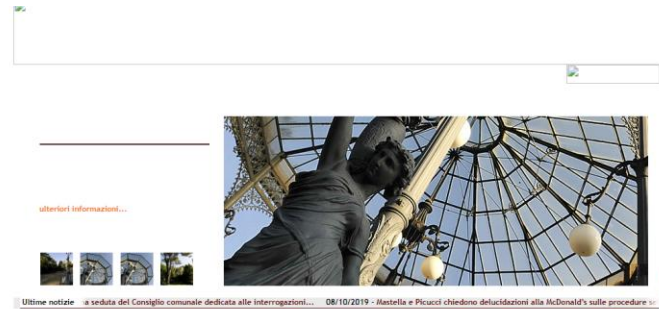 ulteriori informazioni...
Ultime notizie a seduta del Consiglio comunale dedicata alle interrogazioni... 08/10/2019 - Mastella e Picucci chiedono delucidazioni alla McDonald's sulle procedure se